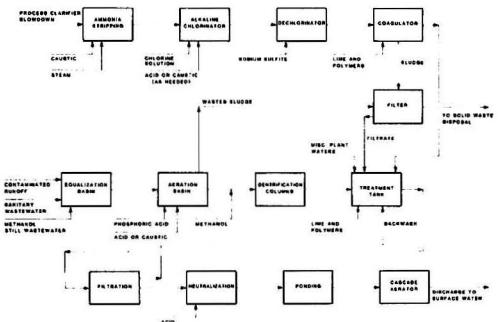 PROCESS CLARIFIER
BLOWDOWN
AMMONIA
STRIPPING
ALKALINE
CHLORINATOR
DECHLORINATOR
COAGULATOR
CAUSTIC
STEAM
CHLORINE
SOLUTION
ACID OR CAUSTIC
(AS NEEDED)
SODIUM SULFITE
LIME AND
POLYMERS
SLUDGE
FILTER
TO SOLID WASTE
DISPOSAL
WASTED SLUDGE
MISC. PLANT
WATERS
FILTRATE
CONTAMINATED
RUNOFF
SANITARY
WASTEWATER
METHANOL
STILL WASTEWATER
EQUALIZATION
BASIN
AERATION
BASIN
DENITRIFICATION
COLUMNS
TREATMENT
TANK
PHOSPHORIC ACID
ACID OR CAUSTIC
METHANOL
LIME AND
POLYMERS
BACKWASH
FILTRATION
NEUTRALIZATION
PONDING
CASCADE
AERATOR
DISCHARGE TO
SURFACE WATER